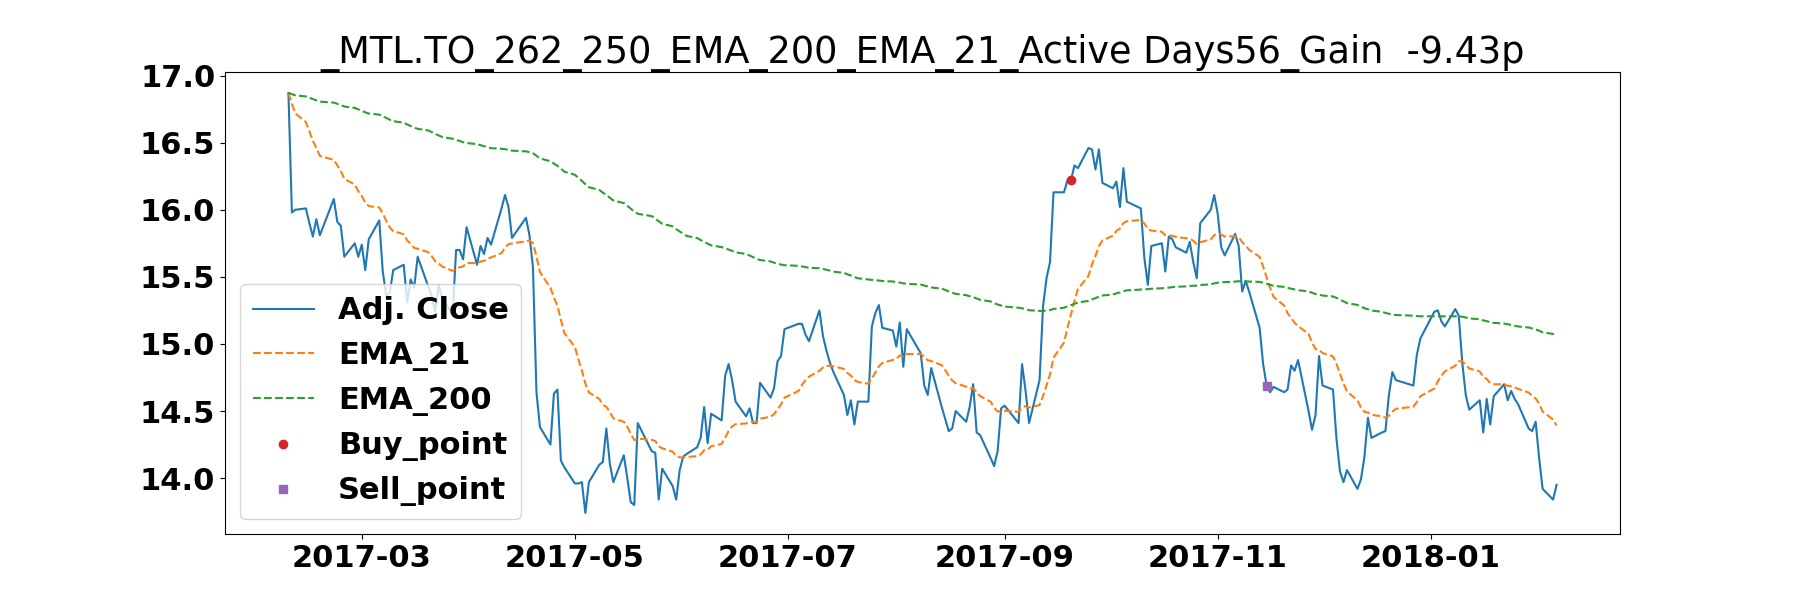 _MTL.TO_262_250_EMA_200_EMA_21_Active Days56_Gain  -9.43p
17.0
16.5
16.0
15.5
15.0
14.5
14.0
Adj. Close
EMA_21
EMA_200
Buy_point
Sell_point
2017-03 2017-05 2017-07 2017-09 2017-11 2018-01